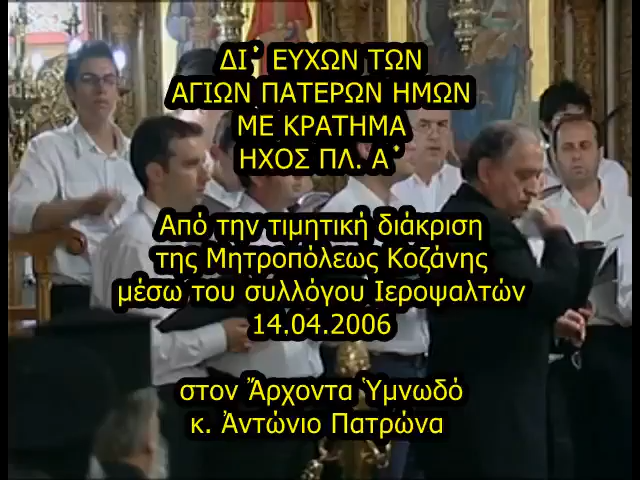 ΔΙ᾽ ΕΥΧΩΝ ΤΩΝ
ΑΓΙΩΝ ΠΑΤΕΡΩΝ ΗΜΩΝ
ΜΕ ΚΡΑΤΗΜΑ
ΗΧΟΣ ΠΛ. Α᾽
Από την τιμητική διάκριση
της Μητροπόλεως Κοζάνης
μέσω του συλλόγου Ιεροψαλτών
14.04.2006
στον Ἄρχοντα Ὑμνωδό
κ. Ἀντώνιο Πατρώνα